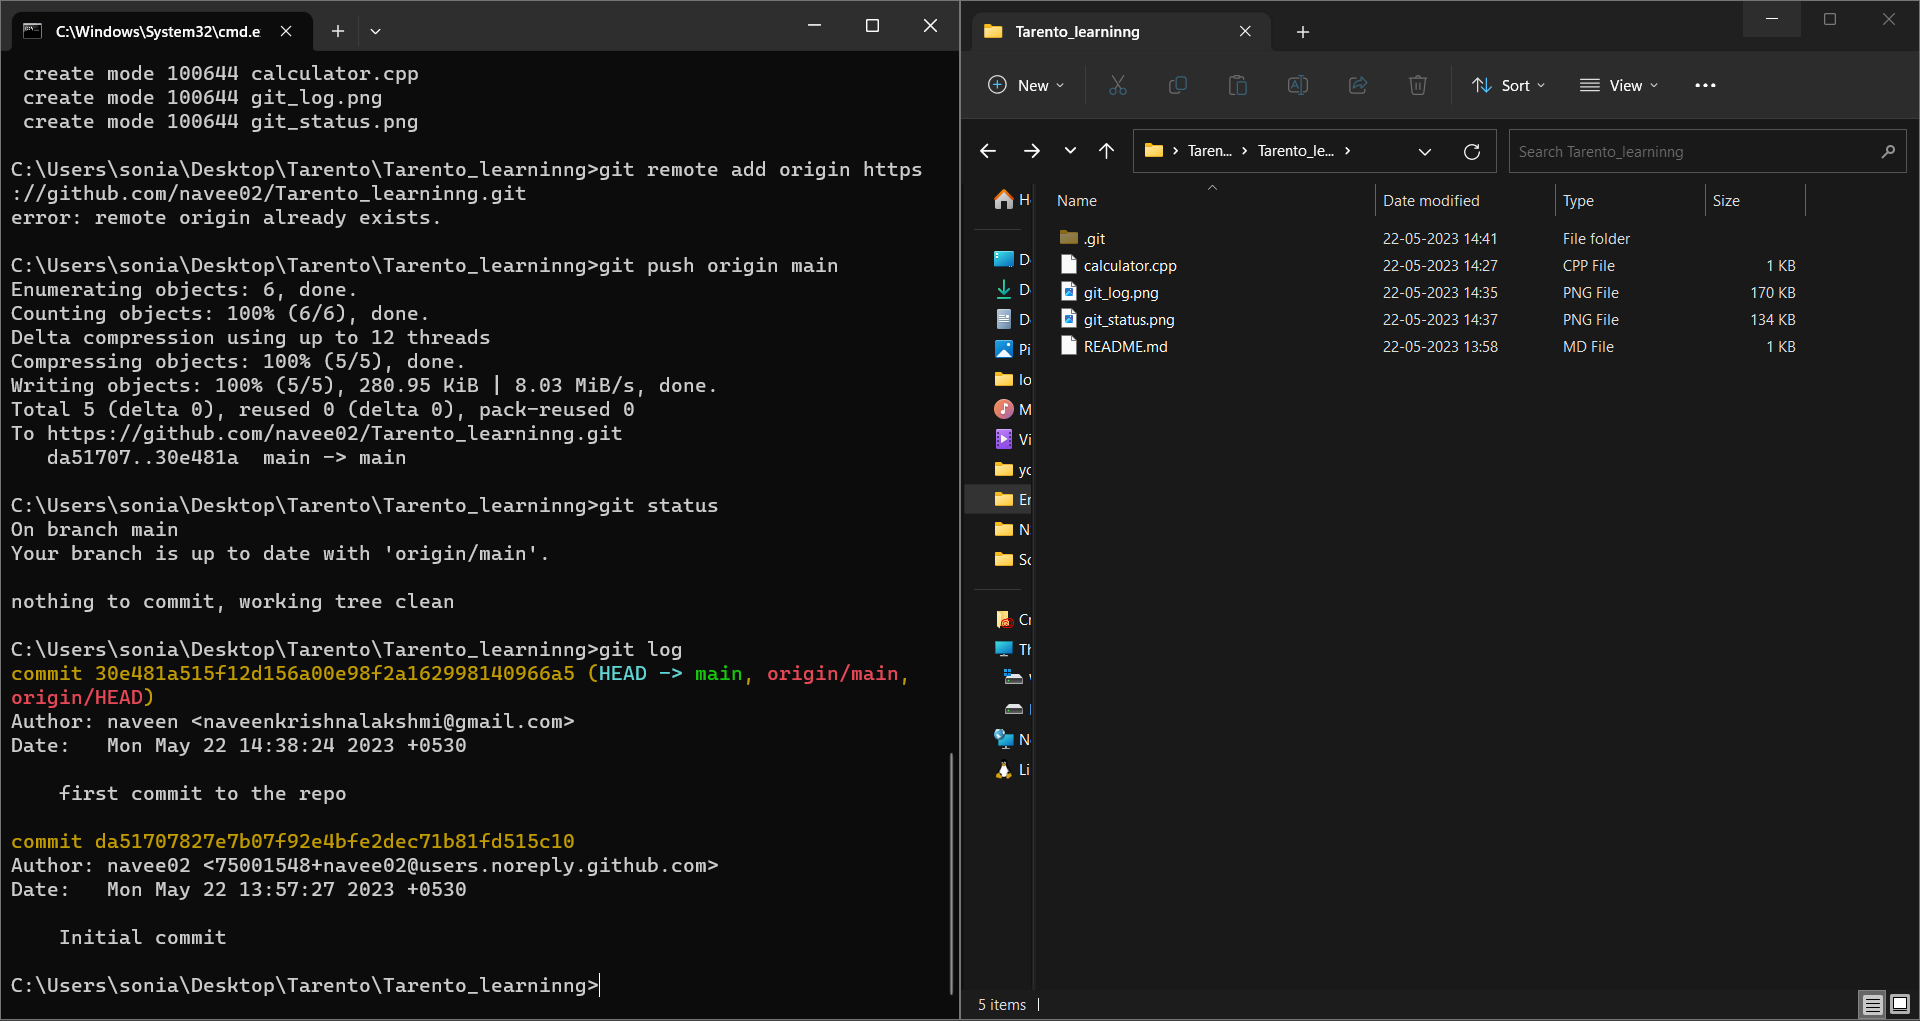 C:\Windows\System32\cmd.e
create mode 100644 calculator.cpp
create mode 100644 git_log.png
create mode 100644 git_status.png
C:\Users\sonia\Desktop\Tarento\Tarento_learninng>git remote add origin https
://github.com/navee02/Tarento_learninng.git
error: remote origin already exists.
C:\Users\sonia\Desktop\Tarento\Tarento_learninng>git push origin main
Enumerating objects: 6, done.
Counting objects: 100% (6/6), done.
Delta compression using up to 12 threads
Compressing objects: 100% (5/5), done.
Writing objects: 100% (5/5), 280.95 KiB | 8.03 MiB/s, done.
Total 5 (delta 0), reused 0 (delta 0), pack-reused 0
To https://github.com/navee02/Tarento_learninng.git
da51707..30e481a  main -> main
C:\Users\sonia\Desktop\Tarento\Tarento_learninng>git status
On branch main
Your branch is up to date with 'origin/main'.
nothing to commit, working tree clean
C:\Users\sonia\Desktop\Tarento\Tarento_learninng>git log
commit 30e481a515f12d156a00e98f2a162998140966a5 (HEAD -> main, origin/main,
origin/HEAD)
Author: naveen <naveenkrishnalakshmi@gmail.com>
Date:   Mon May 22 14:38:24 2023 +0530
first commit to the repo
commit da51707827e7b07f92e4bfe2dec71b81fd515c10
Author: navee02 <75001548+navee02@users.noreply.github.com>
Date:   Mon May 22 13:57:27 2023 +0530
Initial commit
C:\Users\sonia\Desktop\Tarento\Tarento_learninng>
Tarento_learninng
New Sort View
Taren... > Tarento_le... >
Search Tarento_learninng
Name Date modified Type Size
.git 22-05-2023 14:41 File folder
calculator.cpp 22-05-2023 14:27 CPP File 1 KB
git_log.png 22-05-2023 14:35 PNG File 170 KB
git_status.png 22-05-2023 14:37 PNG File 134 KB
README.md 22-05-2023 13:58 MD File 1 KB
De
Pi
lo
M
Vi
yo
En
N
Sc
Cr
Th
N
Li
5 items